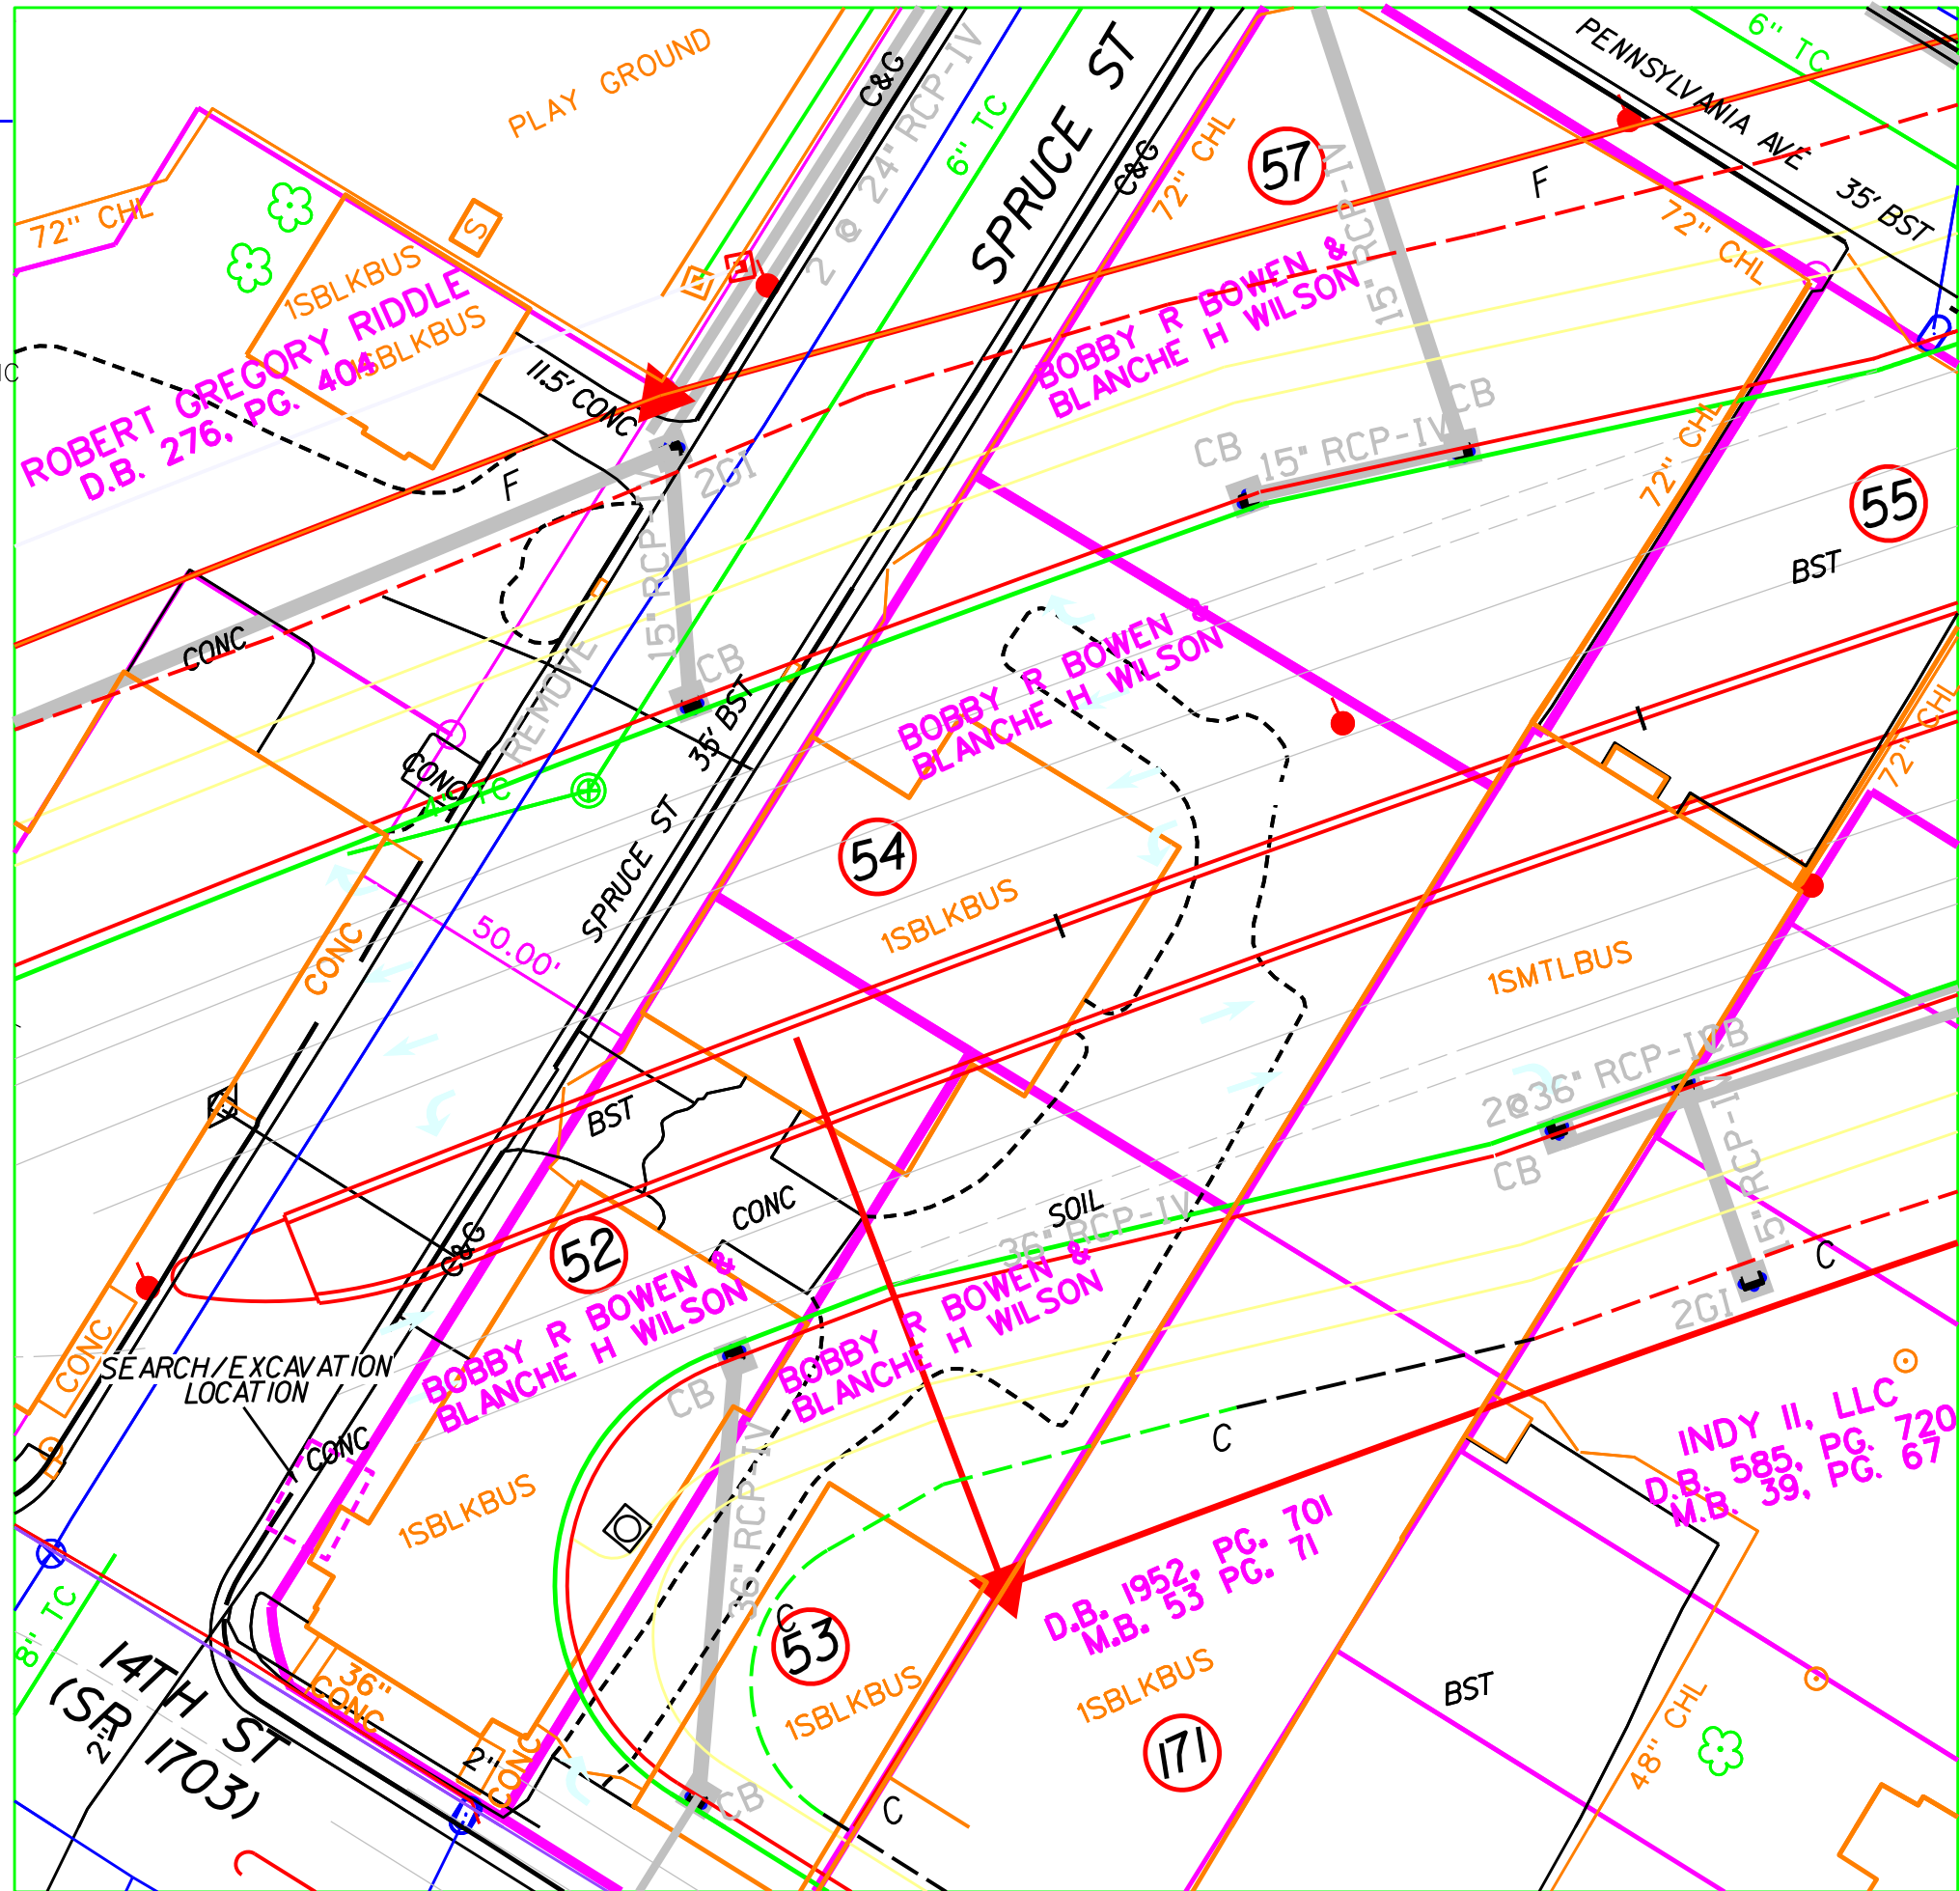 PLAY GROUND
C&G
2 @ 24" RCP-IV
6" TC
SPRUCE ST
C&G
72" CHL
57
15" RCP-IV
F
PENNSYLVANIA AVE
6" TC
35' BST
72" CHL
72" CHL
S
1SBLKBUS
1SBLKBUS
ROBERT GREGORY RIDDLE
D.B. 276, PG. 404
11.5' CONC
F
2GI
15" RCP-IV
CB
BOBBY R BOWEN &
BLANCHE H WILSON
CB
15" RCP-IV
CB
72" CHL
55
BST
CONC
REMOVE
CONC
4" TC
35' BST
SPRUCE ST
BOBBY R BOWEN &
BLANCHE H WILSON
54
1SBLKBUS
I
I
72" CHL
1SMTLBUS
CONC
50.00'
BST
CONC
C&G
52
SOIL
36" RCP-IV
2@36" RCP-IV
CB
CB
15" RCP-IV
2GI
C
BOBBY R BOWEN &
BLANCHE H WILSON
BOBBY R BOWEN &
BLANCHE H WILSON
CONC
SEARCH/EXCAVATION
LOCATION
CONC
1SBLKBUS
CB
36" RCP-IV
C
INDY II, LLC
D.B. 585, PG. 720
M.B. 39, PG. 67
D.B. 1952, PG. 701
M.B. 53 PG. 71
C
53
1SBLKBUS
1SBLKBUS
171
BST
48" CHL
8" TC
14TH ST
(SR 1703)
2'
36"
CONC
2'
CONC
CB
C